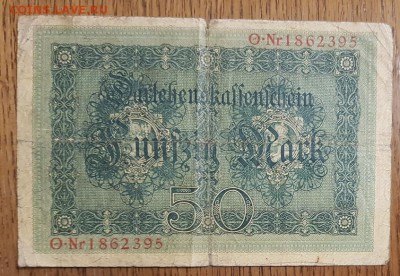 COINS.LAVE.RU
O·Nr1862395
Darlehenskassenschein
Fünfzig Mark
50
O·Nr1862395